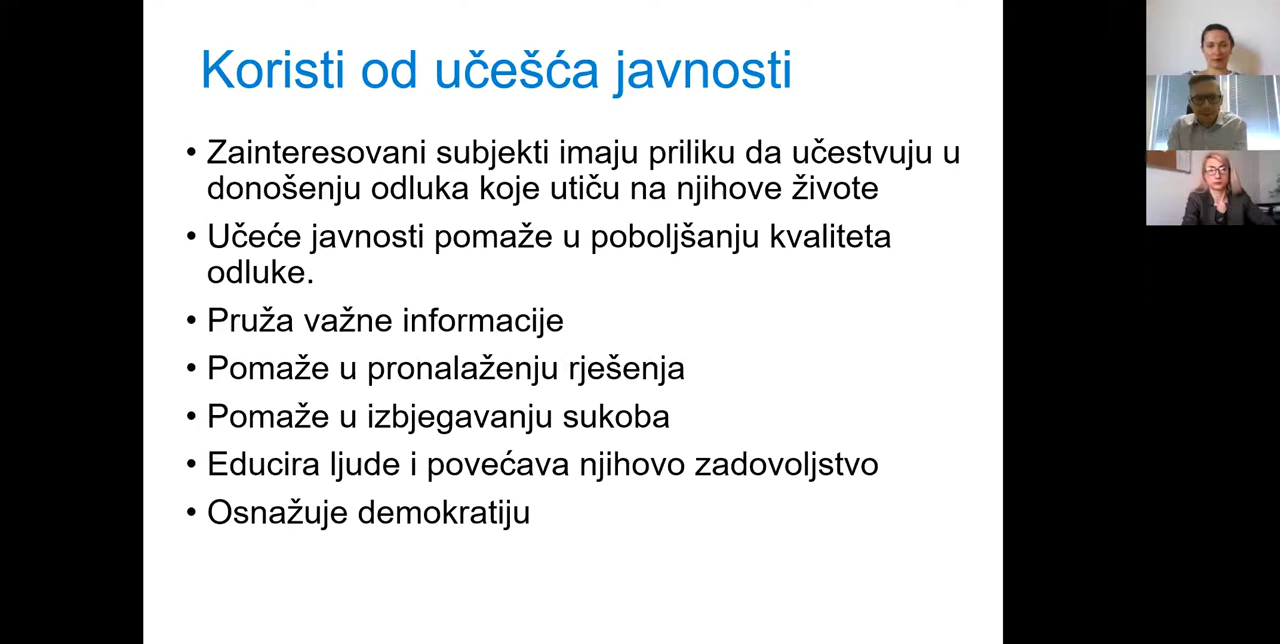 Koristi od učešća javnosti
• Zainteresovani subjekti imaju priliku da učestvuju u
donošenju odluka koje utiču na njihove živote
• Učeće javnosti pomaže u poboljšanju kvaliteta
odluke.
• Pruža važne informacije
• Pomaže u pronalaženju rješenja
• Pomaže u izbjegavanju sukoba
• Educira ljude i povećava njihovo zadovoljstvo
• Osnažuje demokratiju